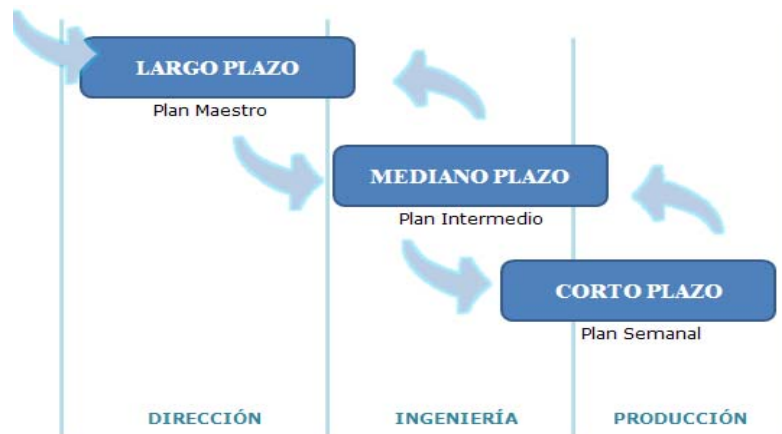 LARGO PLAZO
Plan Maestro
MEDIANO PLAZO
Plan Intermedio
CORTO PLAZO
Plan Semanal
DIRECCIÓN
INGENIERÍA
PRODUCCIÓN